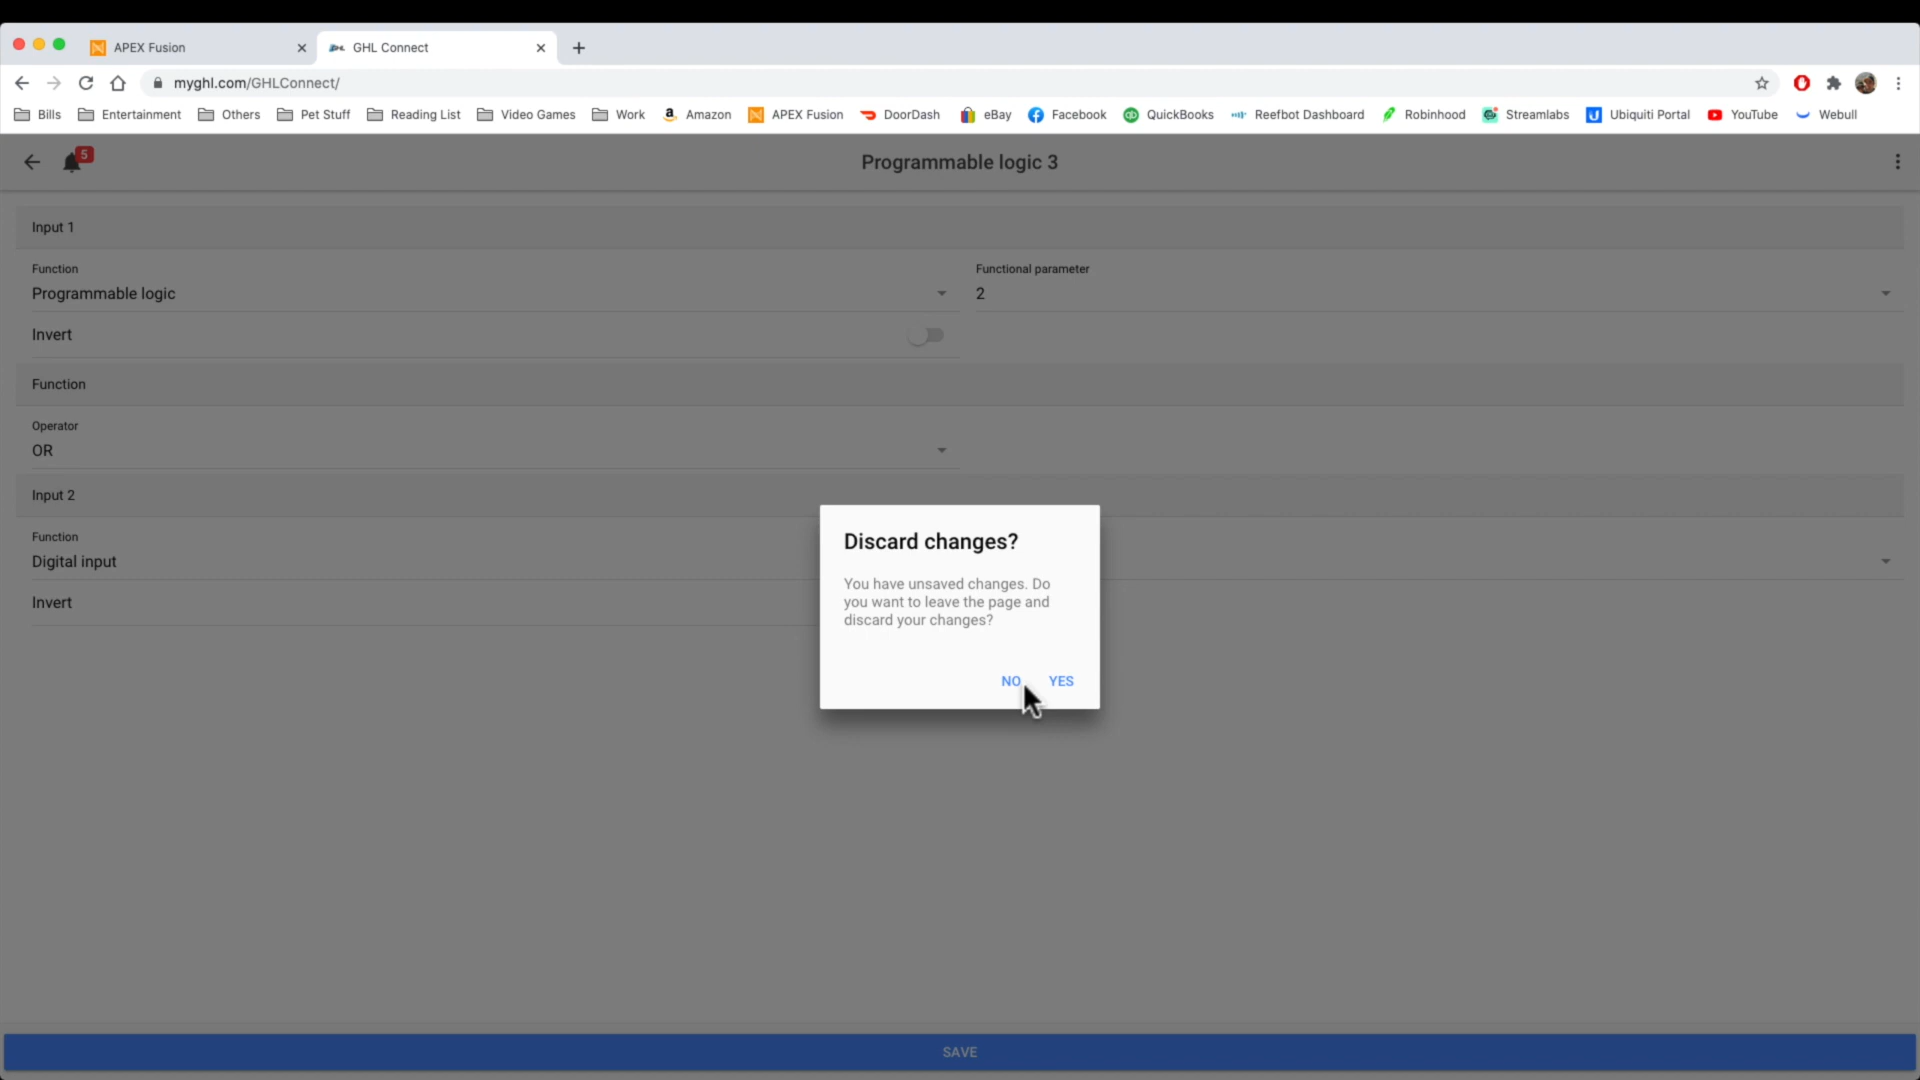 APEX Fusion
GHL Connect
myghl.com/GHLConnect/
Bills Entertainment Others Pet Stuff Reading List Video Games Work Amazon APEX Fusion DoorDash eBay Facebook QuickBooks Reefbot Dashboard Robinhood Streamlabs Ubiquiti Portal YouTube Webull
5
Programmable logic 3
Input 1
Function
Programmable logic
Functional parameter
2
Invert
Function
Operator
OR
Input 2
Function
Digital input
Invert
Discard changes?
You have unsaved changes. Do
you want to leave the page and
discard your changes?
NO YES
SAVE